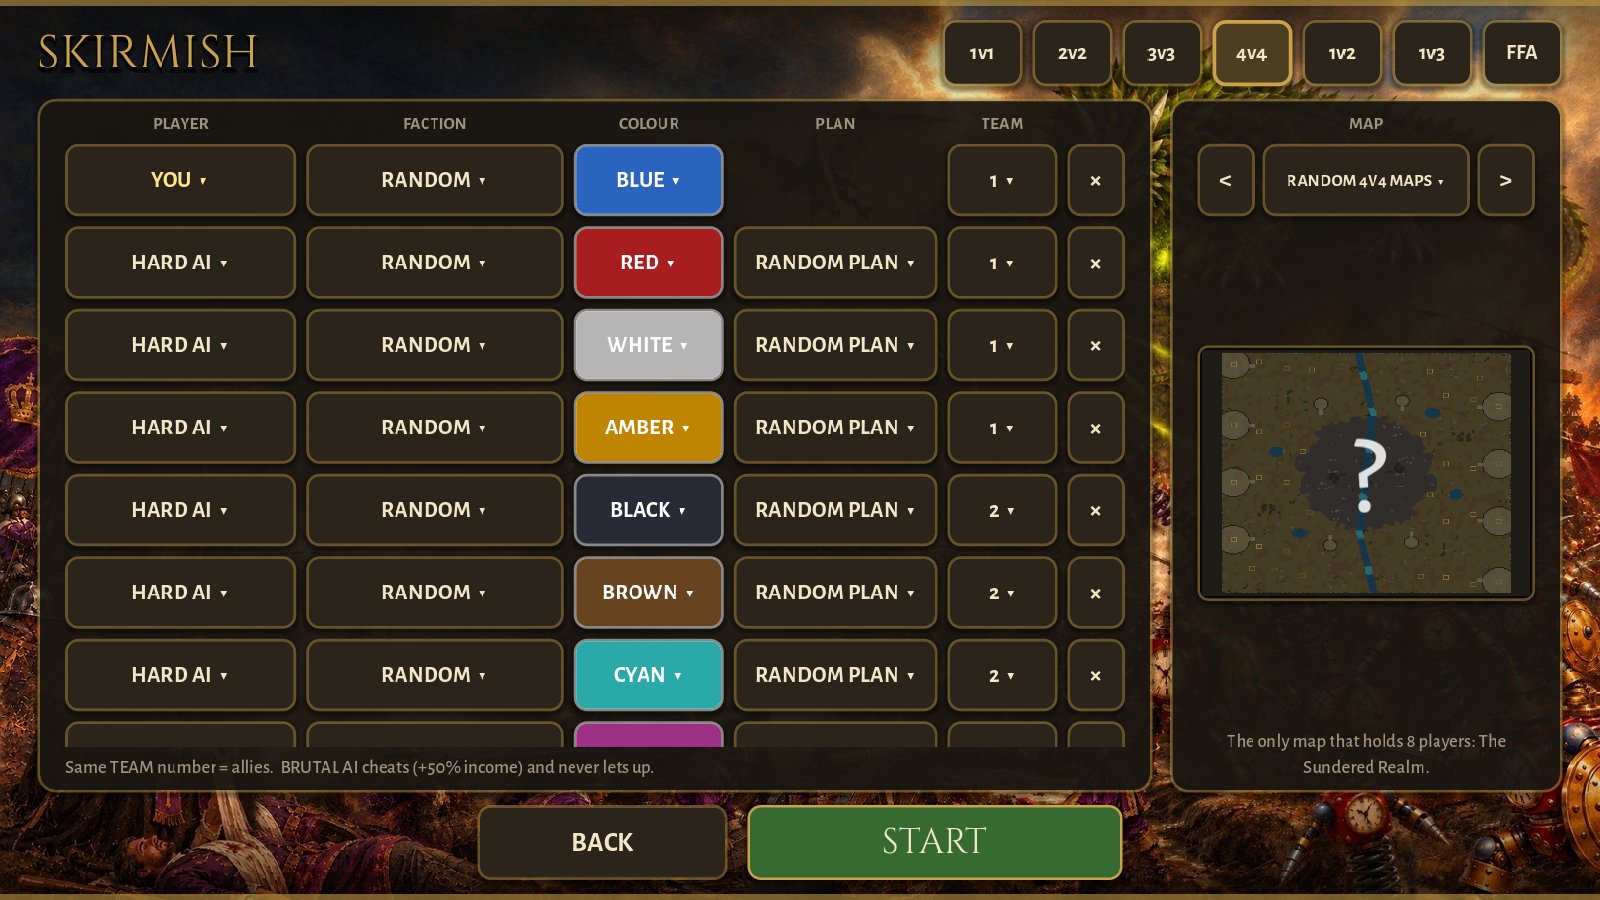 SKIRMISH
1v1 2v2 3v3 4v4 1v2 1v3 FFA
PLAYER FACTION COLOUR PLAN TEAM
YOU ▾ RANDOM ▾ BLUE ▾ 1 ▾ ×
HARD AI ▾ RANDOM ▾ RED ▾ RANDOM PLAN ▾ 1 ▾ ×
HARD AI ▾ RANDOM ▾ WHITE ▾ RANDOM PLAN ▾ 1 ▾ ×
HARD AI ▾ RANDOM ▾ AMBER ▾ RANDOM PLAN ▾ 1 ▾ ×
HARD AI ▾ RANDOM ▾ BLACK ▾ RANDOM PLAN ▾ 2 ▾ ×
HARD AI ▾ RANDOM ▾ BROWN ▾ RANDOM PLAN ▾ 2 ▾ ×
HARD AI ▾ RANDOM ▾ CYAN ▾ RANDOM PLAN ▾ 2 ▾ ×
Same TEAM number = allies. BRUTAL AI cheats (+50% income) and never lets up.
MAP
< RANDOM 4V4 MAPS ▾ >
?
The only map that holds 8 players: The
Sundered Realm.
BACK START